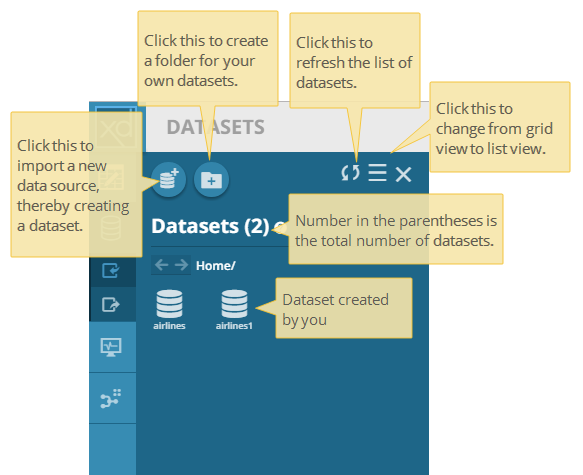 Click this to create
a folder for your
own datasets.
Click this to
refresh the list of
datasets.
Click this to
change from grid
view to list view.
Click this to
import a new
data source,
thereby creating
a dataset.
xd
DATASETS
Datasets (2)
Number in the parentheses is
the total number of datasets.
Home/
airlines
airlines1
Dataset created
by you